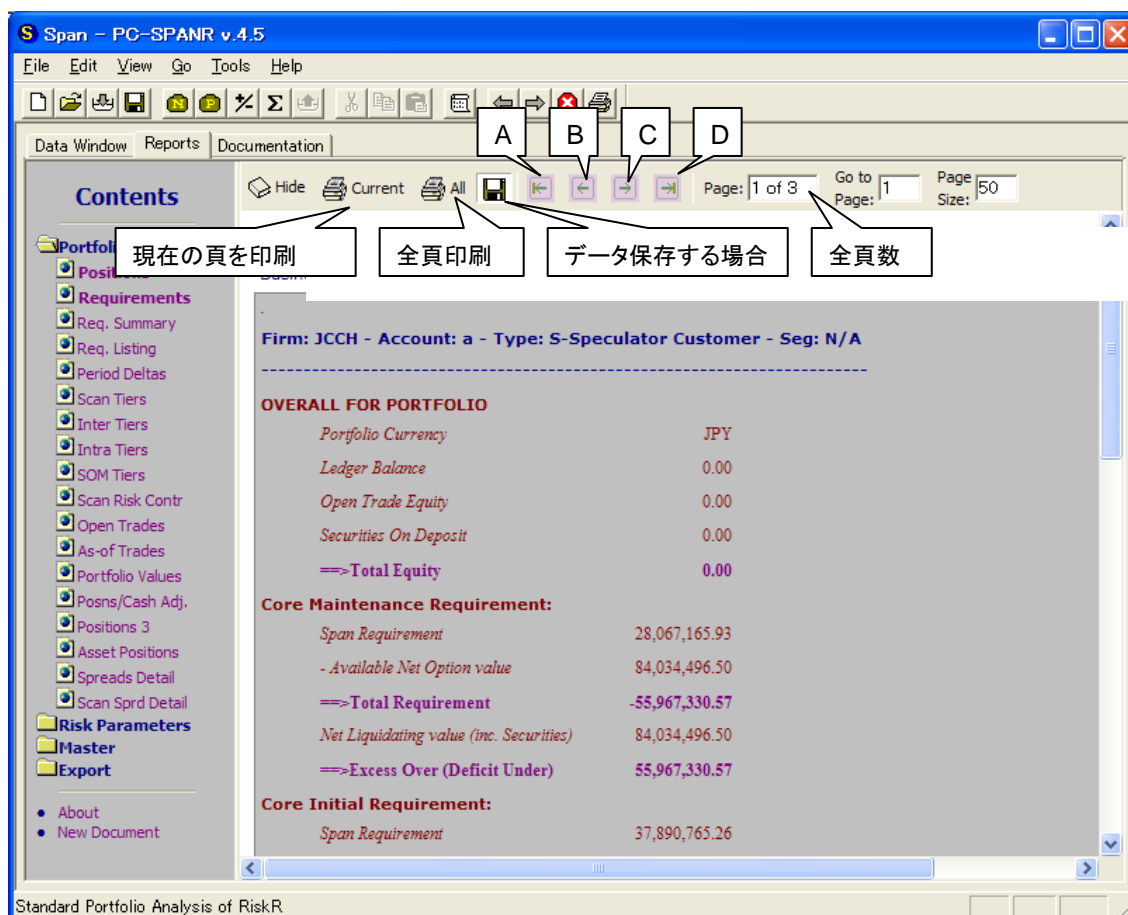 Span - PC-SPANR v.4.5
File Edit View Go Tools Help
A B C D
Data Window Reports Documentation
Hide Current All Page: 1 of 3 Go to Page: 1 Page Size: 50
現在の頁を印刷 全頁印刷 データ保存する場合 全頁数
Contents
Requirements
Req. Summary
Req. Listing
Period Deltas
Scan Tiers
Inter Tiers
Intra Tiers
SOM Tiers
Scan Risk Contr
Open Trades
As-of Trades
Portfolio Values
Posns/Cash Adj.
Positions 3
Asset Positions
Spreads Detail
Scan Sprd Detail
Risk Parameters
Master
Export
About
New Document
Firm: JCCH - Account: a - Type: S-Speculator Customer - Seg: N/A
OVERALL FOR PORTFOLIO
Portfolio Currency JPY
Ledger Balance 0.00
Open Trade Equity 0.00
Securities On Deposit 0.00
==>Total Equity 0.00
Core Maintenance Requirement:
Span Requirement 28,067,165.93
- Available Net Option value 84,034,496.50
==>Total Requirement -55,967,330.57
Net Liquidating value (inc. Securities) 84,034,496.50
==>Excess Over (Deficit Under) 55,967,330.57
Core Initial Requirement:
Span Requirement 37,890,765.26
Standard Portfolio Analysis of RiskR